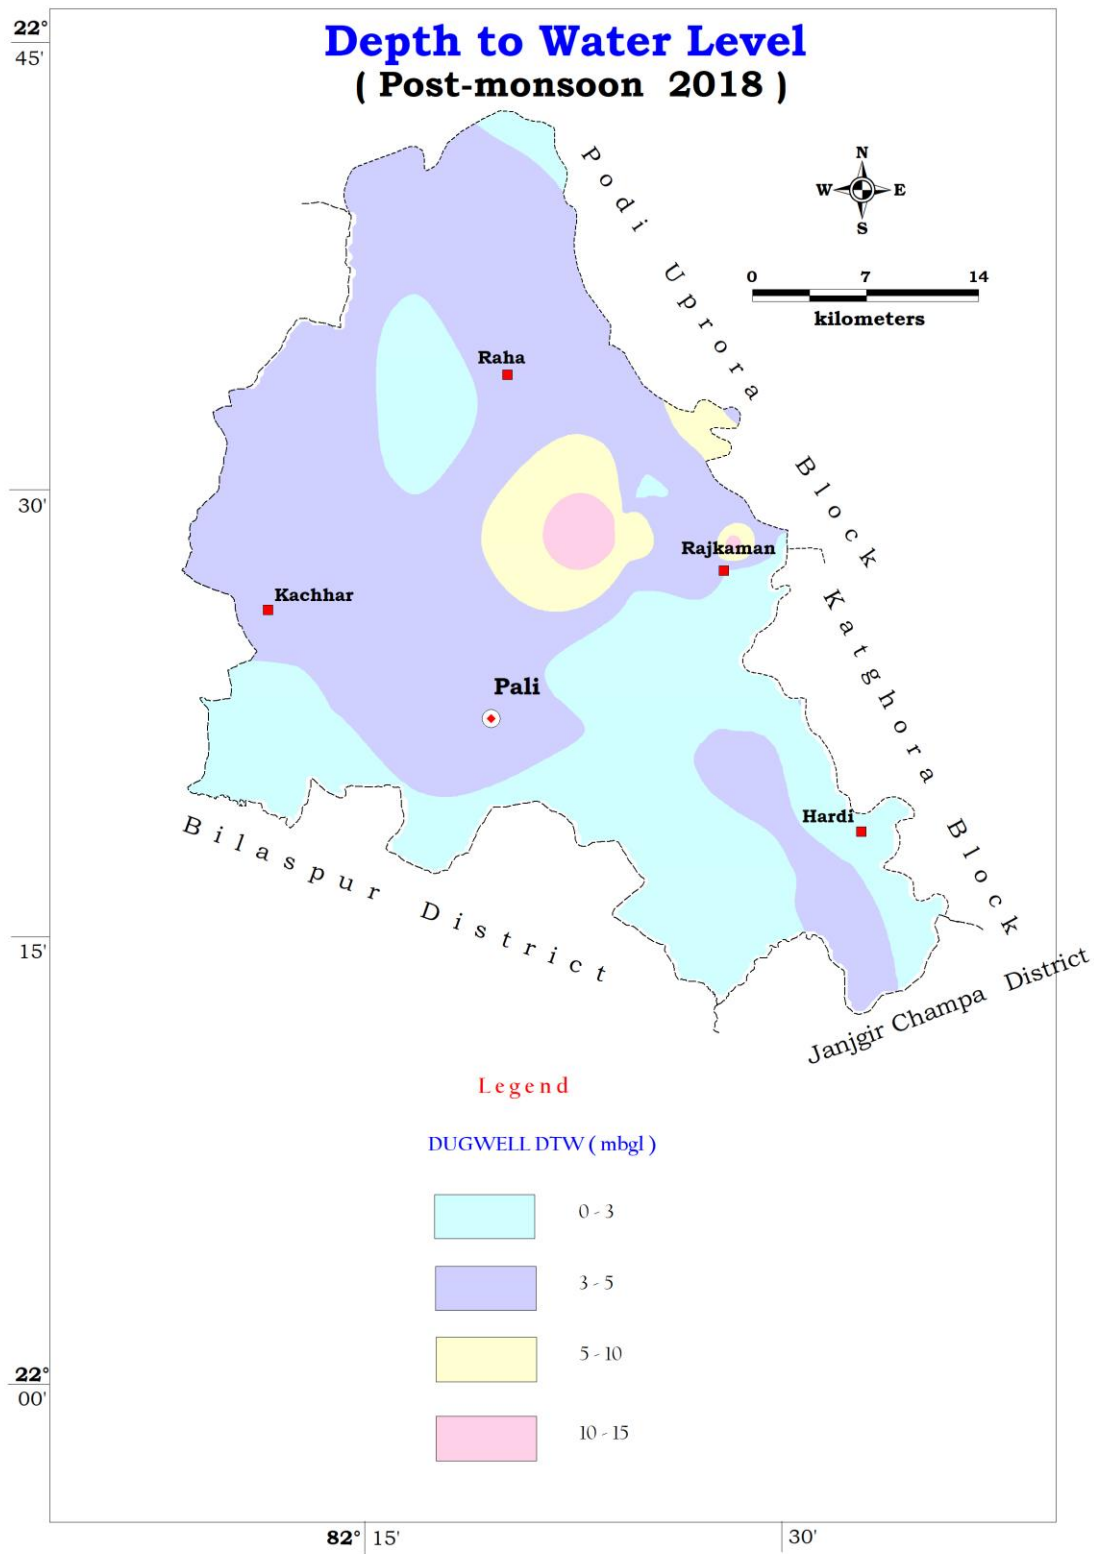 Depth to Water Level
( Post-monsoon 2018 )
22°
45'
N
W E
S
0 7 14
kilometers
Podi Uprora Block
Raha
30'
Rajkaman
Kachhar
Katghora Block
Pali
Hardi
Bilaspur District
15'
Janjgir Champa District
Legend
DUGWELL DTW ( mbgl )
0 - 3
3 - 5
5 - 10
10 - 15
22°
00'
82° 15' 30'